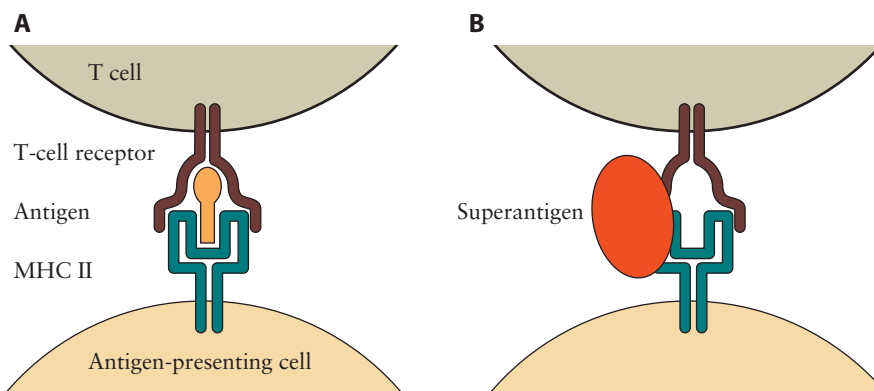 A
T cell
T-cell receptor
Antigen
MHC II
Antigen-presenting cell
B
Superantigen